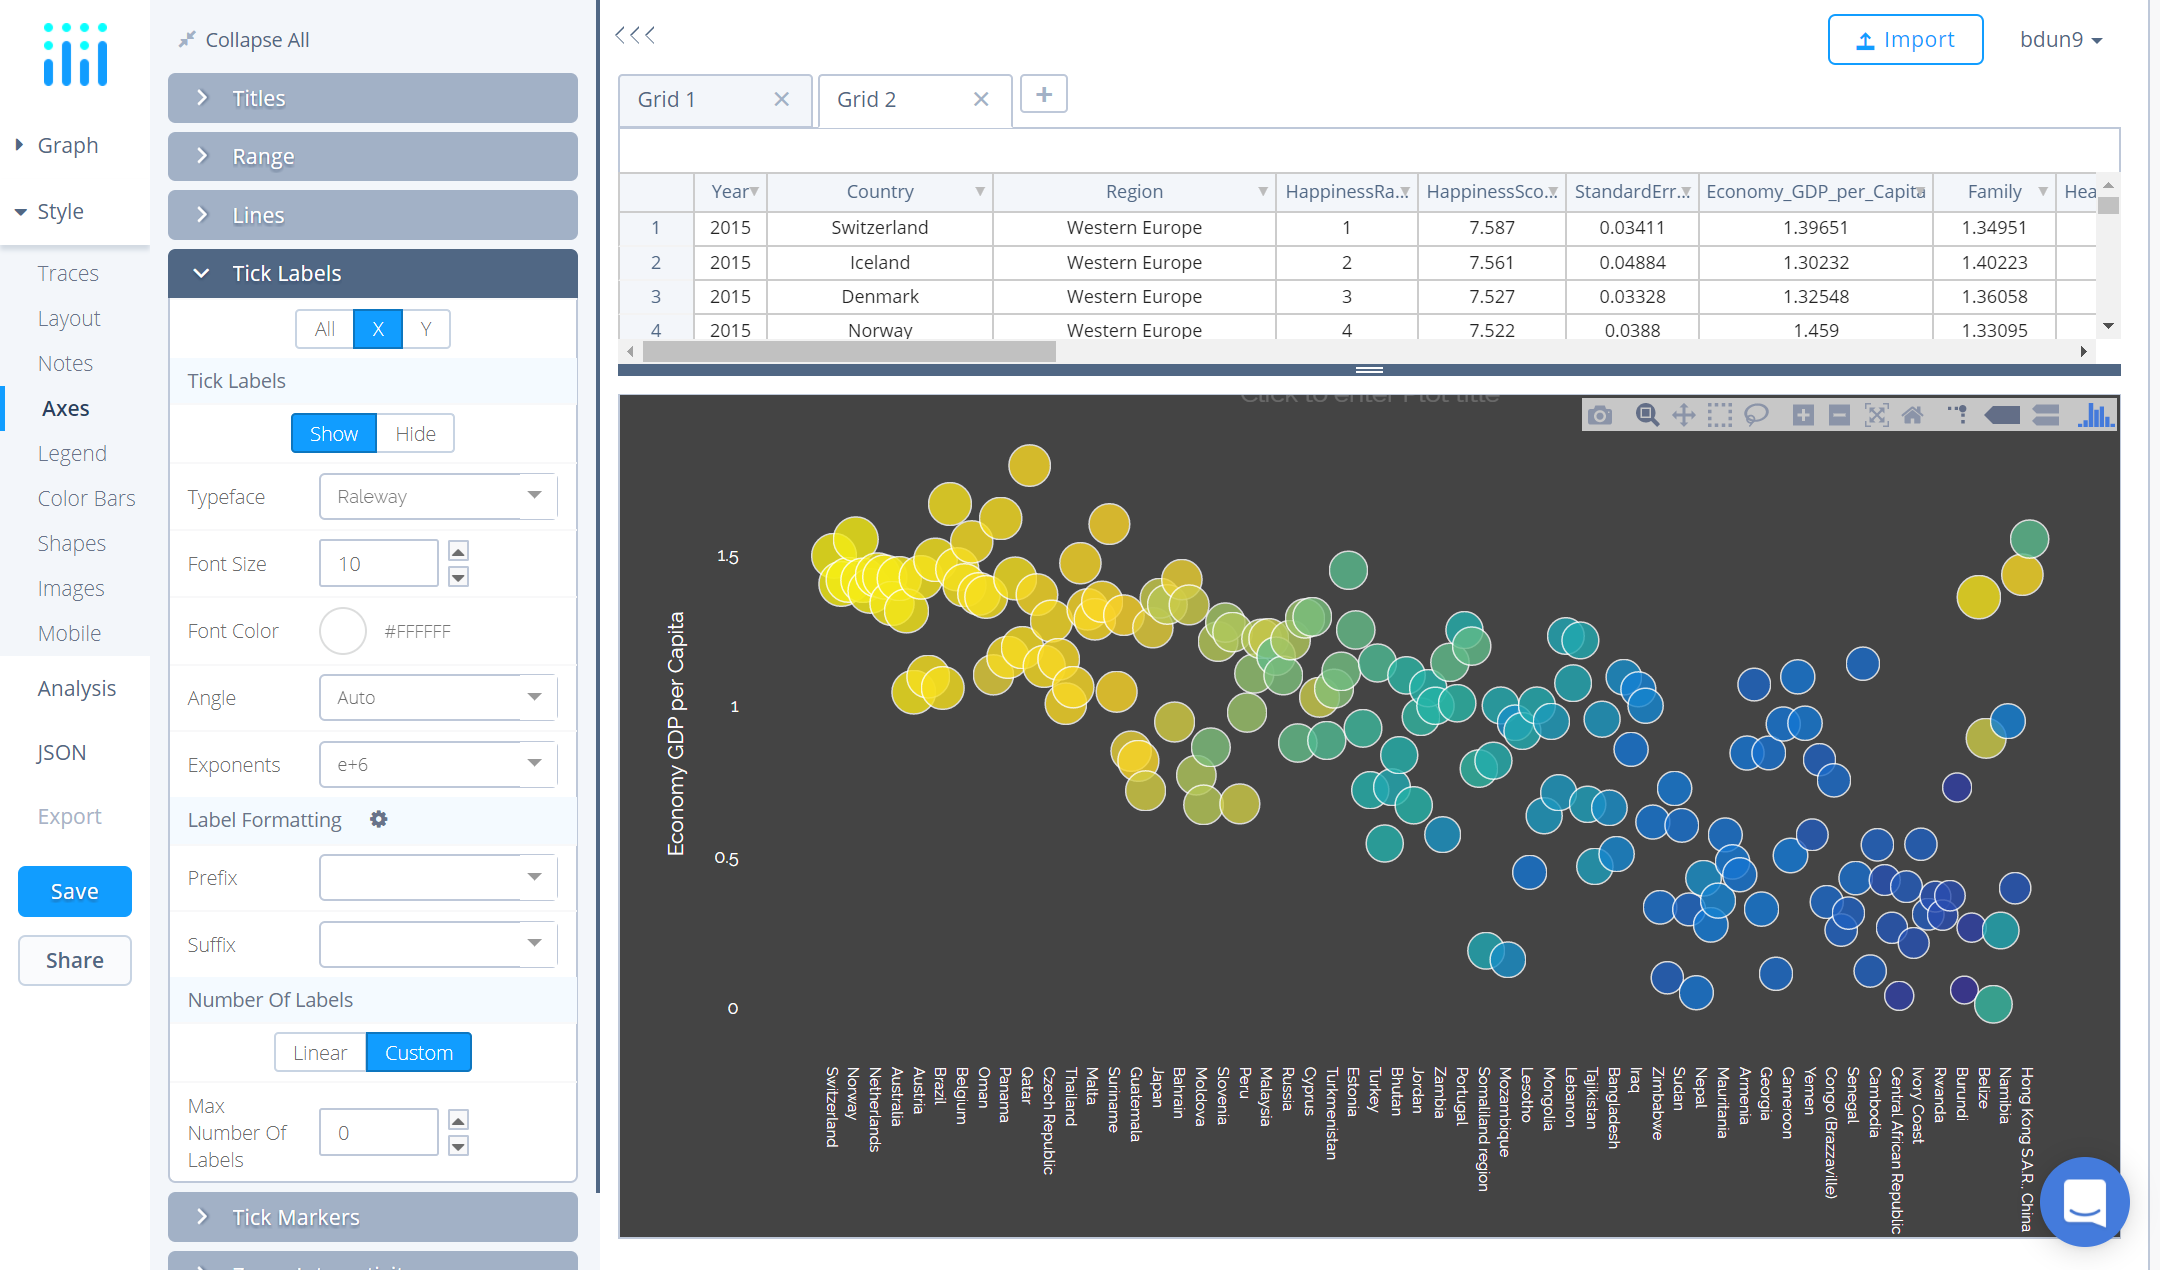 Collapse All
Titles
Range
Lines
Tick Labels
All X Y
Tick Labels
Show Hide
Typeface Raleway
Font Size 10
Font Color #FFFFFF
Angle Auto
Exponents e+6
Label Formatting
Prefix
Suffix
Number Of Labels
Linear Custom
Max
Number Of
Labels
0
Tick Markers
Graph
Style
Traces
Layout
Notes
Axes
Legend
Color Bars
Shapes
Images
Mobile
Analysis
JSON
Export
Save
Share
Import
bdun9
Grid 1
Grid 2
Year Country Region HappinessRa... HappinessSco... StandardErr... Economy_GDP_per_Capita Family Hea
1 2015 Switzerland Western Europe 1 7.587 0.03411 1.39651 1.34951
2 2015 Iceland Western Europe 2 7.561 0.04884 1.30232 1.40223
3 2015 Denmark Western Europe 3 7.527 0.03328 1.32548 1.36058
4 2015 Norway Western Europe 4 7.522 0.0388 1.459 1.33095
Click to enter Plot title
Economy GDP per Capita
1.5
1
0.5
0
Switzerland
Norway
Netherlands
Australia
Austria
Brazil
Belgium
Oman
Panama
Qatar
Czech Republic
Thailand
Malta
Suriname
Guatemala
Japan
Bahrain
Moldova
Slovenia
Peru
Malaysia
Russia
Cyprus
Turkmenistan
Estonia
Turkey
Bhutan
Jordan
Zambia
Portugal
Somaliland region
Mozambique
Lesotho
Mongolia
Lebanon
Tajikistan
Bangladesh
Iraq
Zimbabwe
Sudan
Nepal
Mauritania
Armenia
Georgia
Cameroon
Yemen
Congo (Brazzaville)
Senegal
Cambodia
Central African Republic
Ivory Coast
Rwanda
Burundi
Belize
Namibia
Hong Kong S.A.R., China